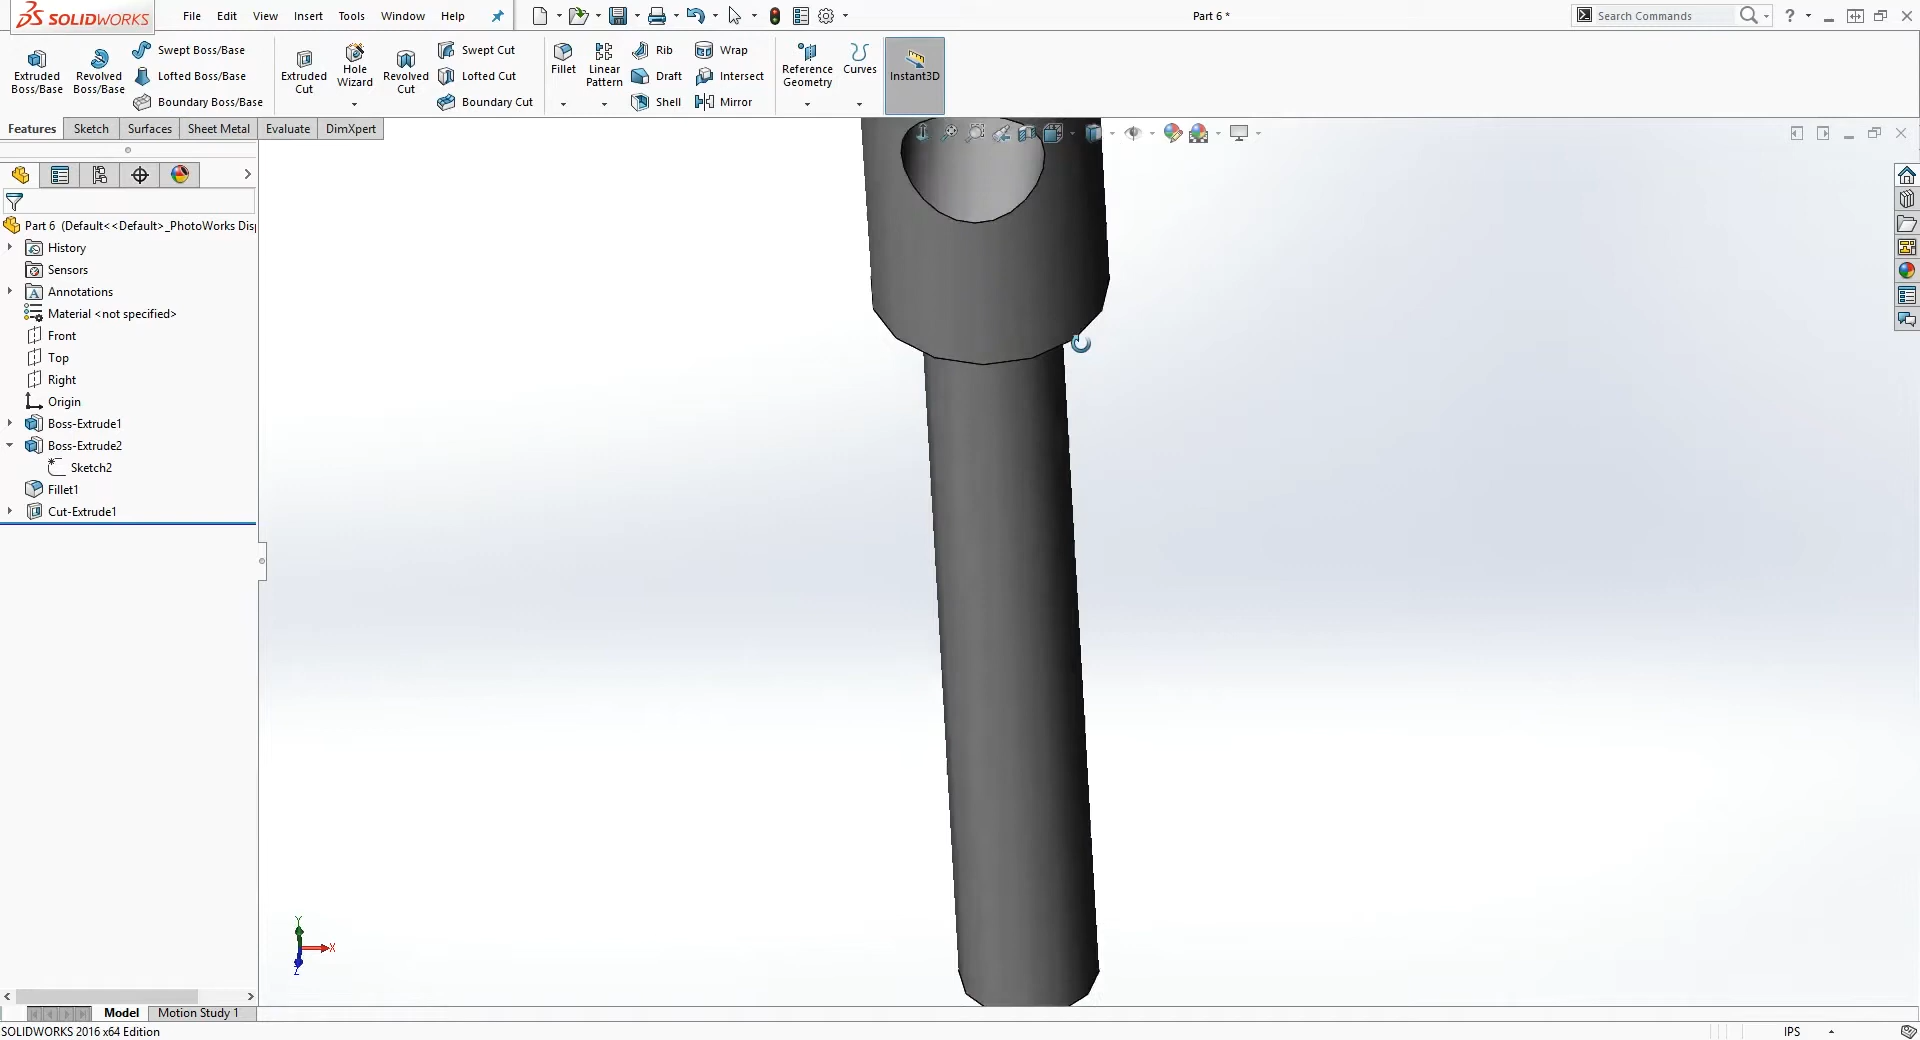 SOLIDWORKS
File Edit View Insert Tools Window Help
Part 6 *
Search Commands
?
Extruded Boss/Base
Revolved Boss/Base
Swept Boss/Base
Lofted Boss/Base
Boundary Boss/Base
Extruded Cut
Hole Wizard
Revolved Cut
Swept Cut
Lofted Cut
Boundary Cut
Fillet
Linear Pattern
Rib
Draft
Shell
Wrap
Intersect
Mirror
Reference Geometry
Curves
Instant3D
Features Sketch Surfaces Sheet Metal Evaluate DimXpert
Part 6 (Default<<Default>_PhotoWorks Disp
History
Sensors
A Annotations
Material <not specified>
Front
Top
Right
Origin
Boss-Extrude1
Boss-Extrude2
Sketch2
Fillet1
Cut-Extrude1
Y
X
Z
Model Motion Study 1
SOLIDWORKS 2016 x64 Edition
IPS